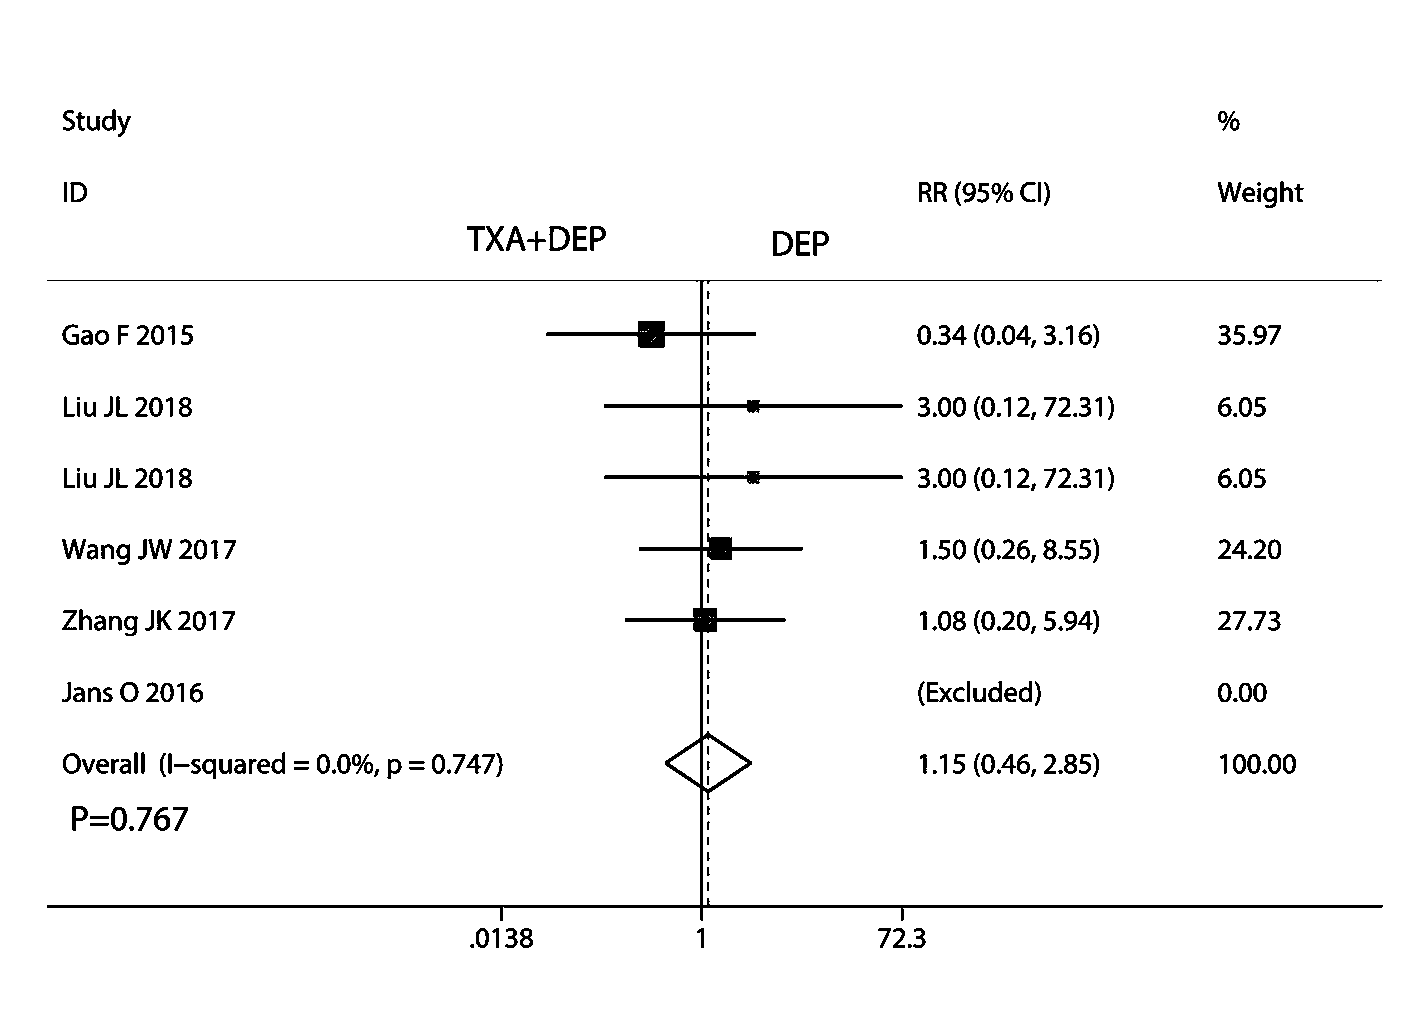 Study %
ID RR (95% CI) Weight
TXA+DEP DEP
Gao F 2015 0.34 (0.04, 3.16) 35.97
Liu JL 2018 3.00 (0.12, 72.31) 6.05
Liu JL 2018 3.00 (0.12, 72.31) 6.05
Wang JW 2017 1.50 (0.26, 8.55) 24.20
Zhang JK 2017 1.08 (0.20, 5.94) 27.73
Jans O 2016 (Excluded) 0.00
Overall (I−squared = 0.0%, p = 0.747) 1.15 (0.46, 2.85) 100.00
P=0.767
.0138 1 72.3